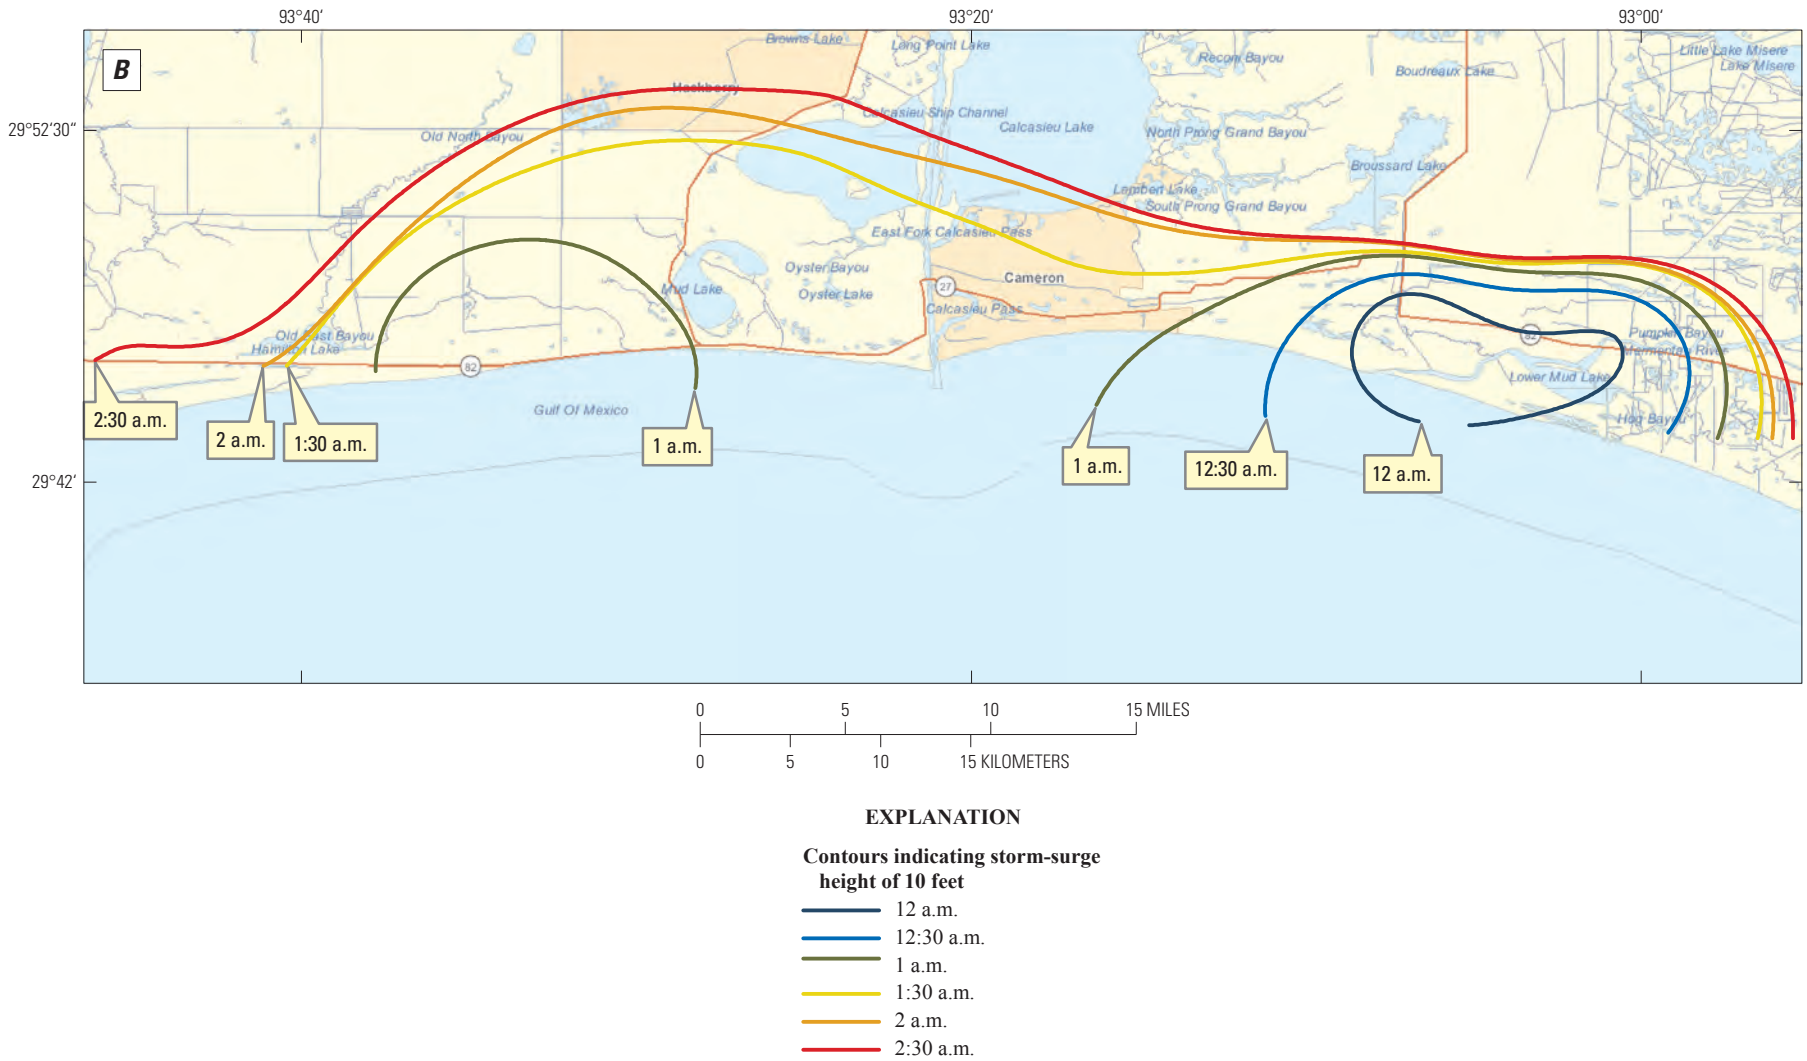 93°40'
93°20'
93°00'
B
Browns Lake
Long Point Lake
Recon Bayou
Boudreaux Lake
Little Lake Misere
Lake Misere
Hackberry
Calcasieu Ship Channel
Calcasieu Lake
29°52'30"
Old North Bayou
North Prong Grand Bayou
Broussard Lake
Lambert Lake
South Prong Grand Bayou
East Fork Calcasieu Pass
Oyster Bayou
Cameron
Mud Lake
Oyster Lake
27
Calcasieu Pass
Old East Bayou
Hamilton Lake
82
Pumpkin Bayou
Mermentau River
82
Lower Mud Lake
Gulf Of Mexico
Hog Bayou
2:30 a.m.
2 a.m.
1:30 a.m.
1 a.m.
1 a.m.
12:30 a.m.
12 a.m.
29°42'
0 5 10 15 MILES
0 5 10 15 KILOMETERS
EXPLANATION
Contours indicating storm-surge
height of 10 feet
12 a.m.
12:30 a.m.
1 a.m.
1:30 a.m.
2 a.m.
2:30 a.m.